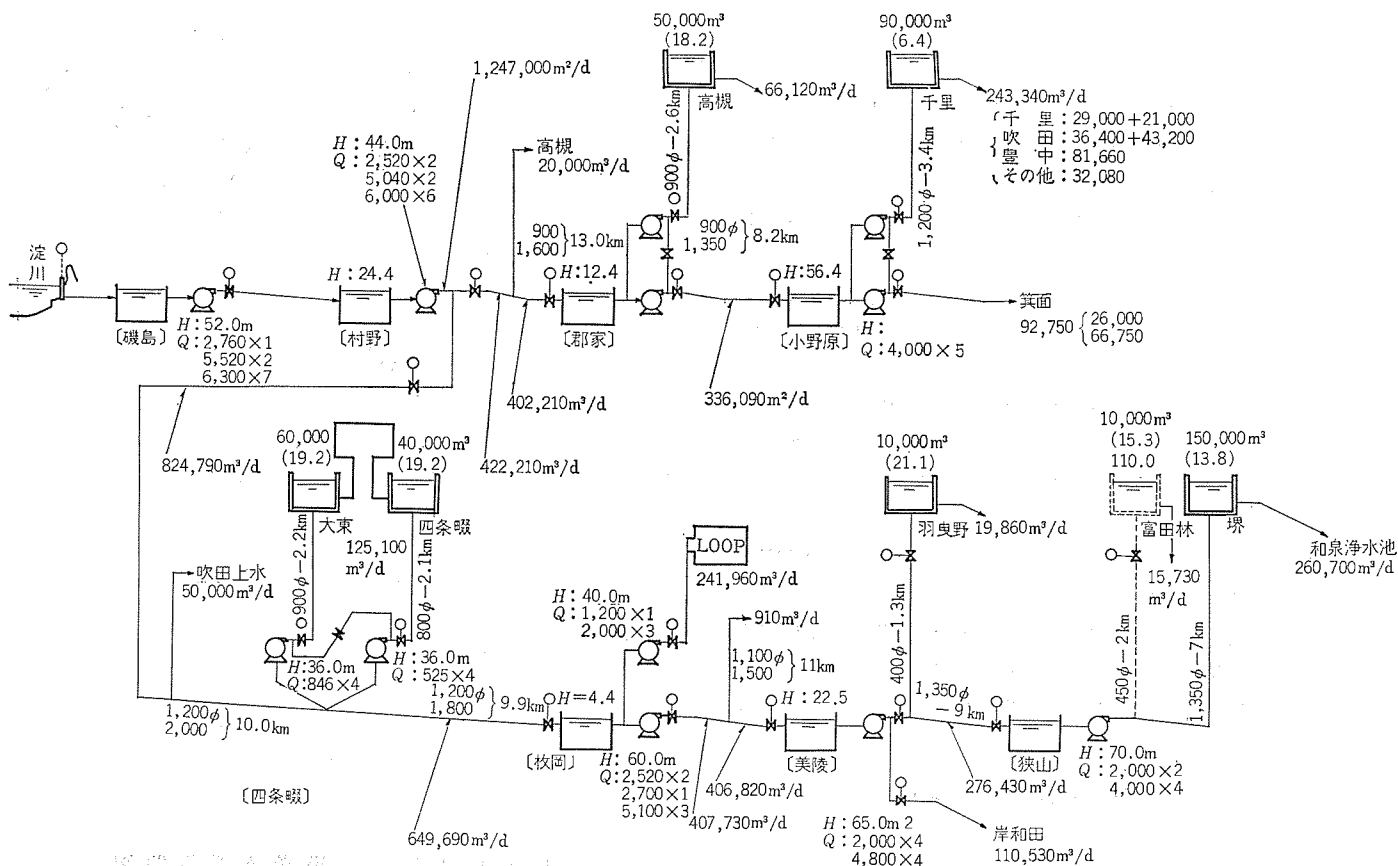 50,000m³
(18.2)
高槻
66,120m³/d
900φ−2.6km
90,000m³
(6.4)
千里
243,340m³/d
千 里：29,000+21,000
吹 田：36,400+43,200
豊 中：81,660
その他：32,080
1,200φ−3.4km
1,247,000m²/d
H：44.0m
Q：2,520×2
5,040×2
6,000×6
高槻
20,000m³/d
900
1,600 }13.0km
900φ
1,350 }8.2km
淀川
〔磯島〕
H：52.0m
Q：2,760×1
5,520×2
6,300×7
H：24.4
〔村野〕
H：12.4
〔郡家〕
H：56.4
〔小野原〕
H：
Q：4,000×5
箕面
92,750 { 26,000
66,750
402,210m³/d
336,090m²/d
422,210m³/d
824,790m³/d
60,000
(19.2)
大東
40,000m³
(19.2)
四条畷
125,100
m³/d
900φ−2.2km
800φ−2.1km
吹田上水
50,000m³/d
H：36.0m
Q：846×4
H：36.0m
Q：525×4
1,200φ
2,000 }10.0km
1,200φ
1,800 }9.9km
〔四条畷〕
649,690m³/d
H=4.4
〔枚岡〕
H：60.0m
Q：2,520×2
2,700×1
5,100×3
LOOP
241,960m³/d
H：40.0m
Q：1,200×1
2,000×3
910m³/d
1,100φ
1,500 }11km
407,730m³/d
406,820m³/d
H：22.5
〔美陵〕
H：65.0m 2
Q：2,000×4
4,800×4
10,000m³
(21.1)
羽曳野 19,860m³/d
400φ−1.3km
1,350φ
−9km
276,430m³/d
岸和田
110,530m³/d
〔狭山〕
H：70.0m
Q：2,000×2
4,000×4
10,000m³
(15.3)
110.0
富田林
15,730
m³/d
450φ−2km
150,000m³
(13.8)
堺
1,350φ−7km
和泉浄水池
260,700m³/d